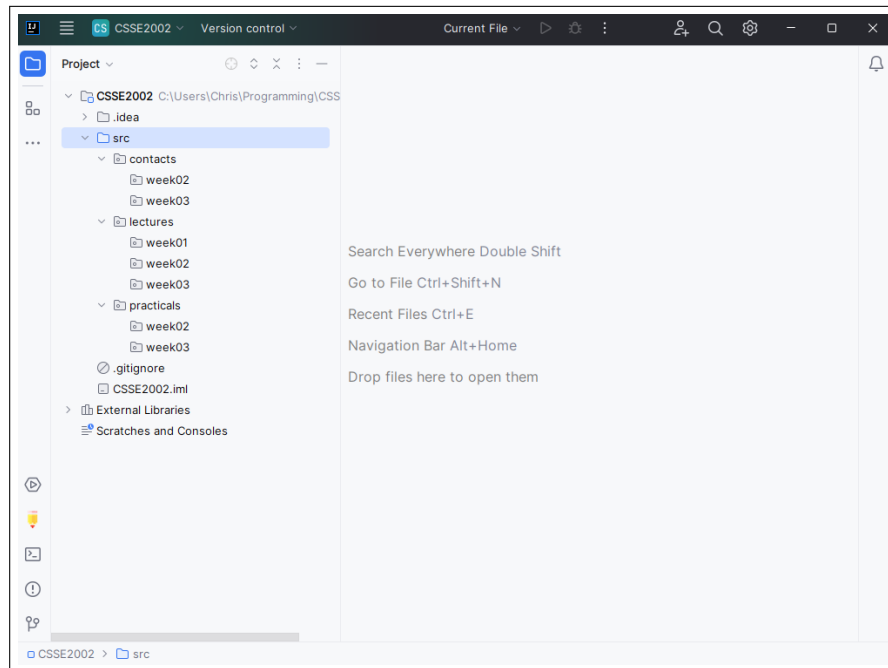 CS CSSE2002 Version control Current File
Project
CSSE2002 C:\Users\Chris\Programming\CSS
.idea
src
contacts
week02
week03
lectures
week01
week02
week03
practicals
week02
week03
.gitignore
CSSE2002.iml
External Libraries
Scratches and Consoles
Search Everywhere Double Shift
Go to File Ctrl+Shift+N
Recent Files Ctrl+E
Navigation Bar Alt+Home
Drop files here to open them
CSSE2002 > src